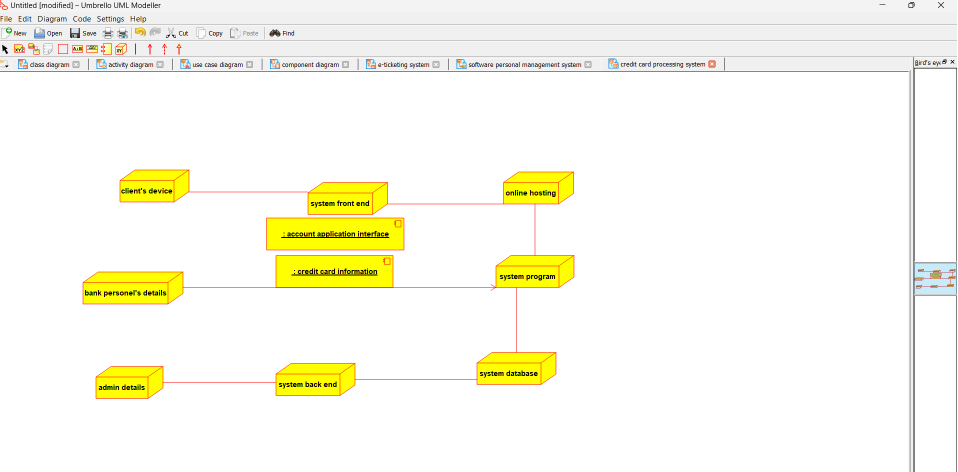 Untitled [modified] – Umbrello UML Modeller
File Edit Diagram Code Settings Help
New Open Save Cut Copy Paste Find
class diagram activity diagram use case diagram component diagram e-ticketing system software personal management system credit card processing system Bird's eye
client's device
online hosting
system front end
: account application interface
: credit card information
system program
bank personel's details
system database
admin details
system back end